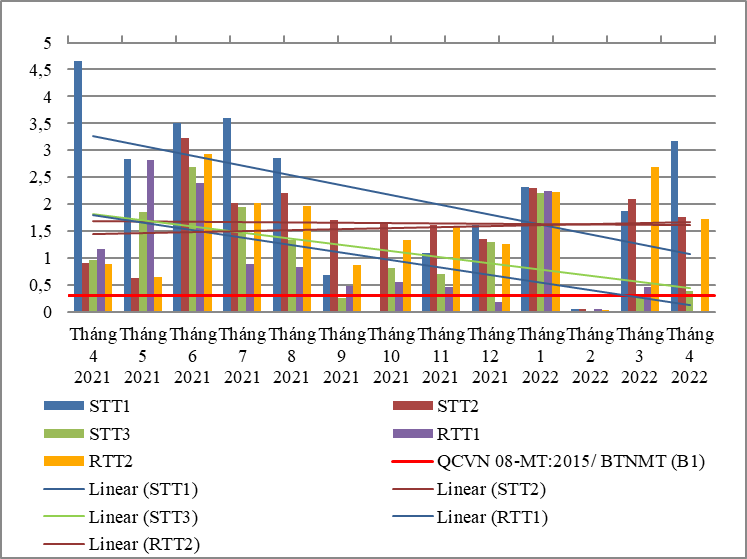 5
4,5
4
3,5
3
2,5
2
1,5
1
0,5
0
Tháng Tháng Tháng Tháng Tháng Tháng Tháng Tháng Tháng Tháng Tháng Tháng Tháng
4 5 6 7 8 9 10 11 12 1 2 3 4
2021 2021 2021 2021 2021 2021 2021 2021 2021 2022 2022 2022 2022
STT1 STT2
STT3 RTT1
RTT2 QCVN 08-MT:2015/ BTNMT (B1)
Linear (STT1) Linear (STT2)
Linear (STT3) Linear (RTT1)
Linear (RTT2)